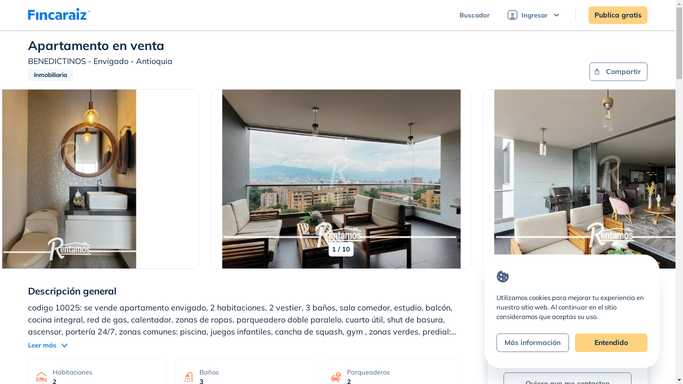 Fincaraiz
Buscador
Ingresar
Publica gratis
Apartamento en venta
BENEDICTINOS - Envigado - Antioquia
Inmobiliaria
Compartir
Rentamos
Rentamos
Rentamos
1 / 10
Descripción general
codigo 10025: se vende apartamento envigado, 2 habitaciones, 2 vestier, 3 baños, sala comedor, estudio, balcón,
cocina integral, red de gas, calentador, zonas de ropas, parqueadero doble paralelo, cuarto útil, shut de basura,
ascensor, portería 24/7, zonas comunes: piscina, juegos infantiles, cancha de squash, gym , zonas verdes, predial:...
Leer más
Habitaciones
2
Baños
3
Parqueaderos
2
Utilizamos cookies para mejorar tu experiencia en
nuestro sitio web. Al continuar en el sitio
consideramos que aceptas su uso.
Más información
Entendido
Quiero que me contacten